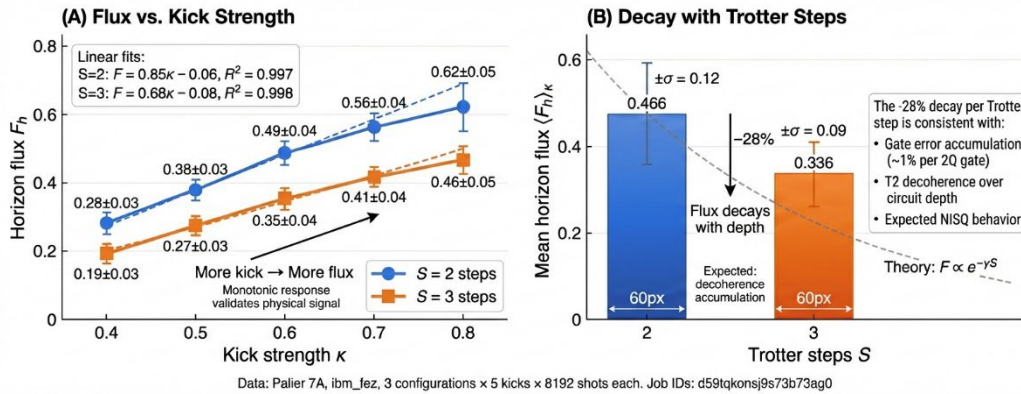 (A) Flux vs. Kick Strength
Horizon flux Fₕ
0.8
0.6
0.4
0.2
0
Linear fits:
S=2: F = 0.85κ − 0.06, R² = 0.997
S=3: F = 0.68κ − 0.08, R² = 0.998
0.28±0.03
0.38±0.03
0.49±0.04
0.56±0.04
0.62±0.05
0.19±0.03
0.27±0.03
0.35±0.04
0.41±0.04
0.46±0.05
More kick → More flux
Monotonic response
validates physical signal
S = 2 steps
S = 3 steps
0.4 0.5 0.6 0.7 0.8
Kick strength κ
(B) Decay with Trotter Steps
Mean horizon flux ⟨Fₕ⟩κ
0.6
0.4
0.2
0
±σ = 0.12
0.466
−28%
±σ = 0.09
0.336
Flux decays
with depth
Expected:
decoherence
accumulation
60px
60px
The -28% decay per Trotter
step is consistent with:
• Gate error accumulation
(~1% per 2Q gate)
• T2 decoherence over
circuit depth
• Expected NISQ behavior
Theory: F ∝ e^−γS
2 3
Trotter steps S
Data: Palier 7A, ibm_fez, 3 configurations × 5 kicks × 8192 shots each. Job IDs: d59tqkonsj9s73b73ag0